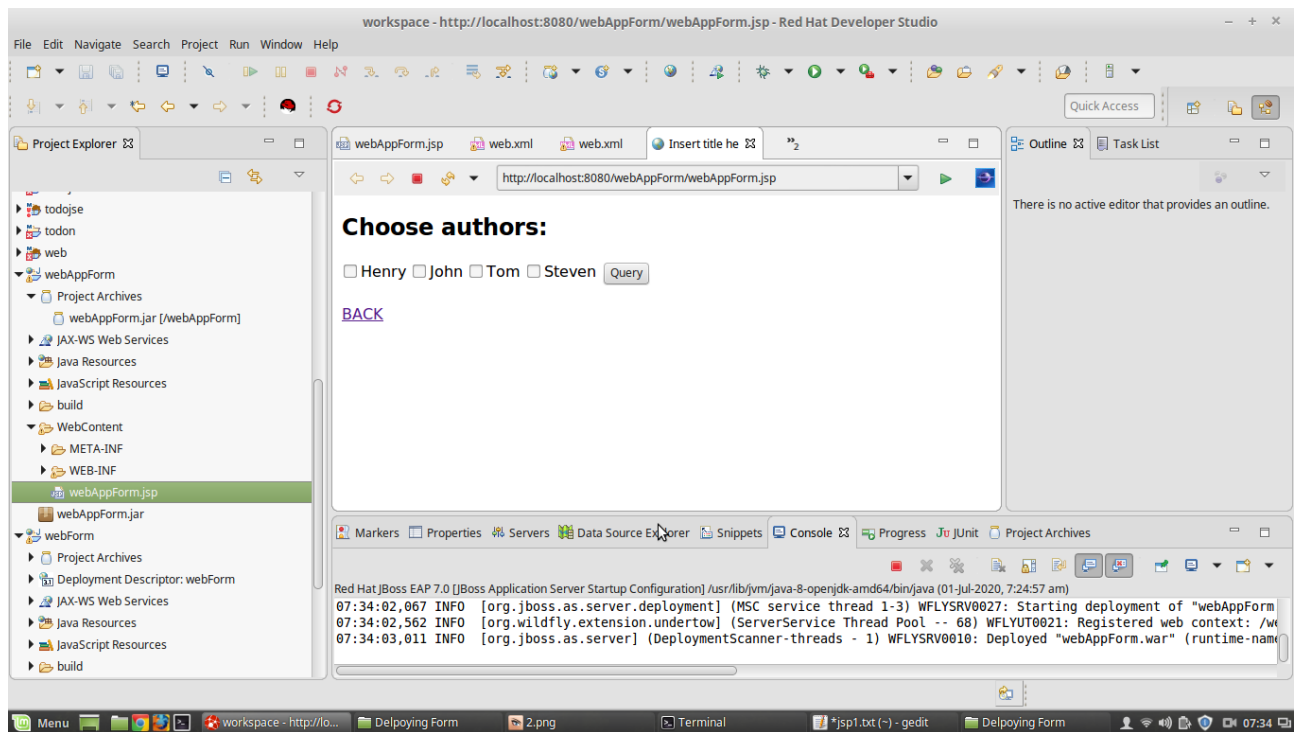 workspace - http://localhost:8080/webAppForm/webAppForm.jsp - Red Hat Developer Studio
File Edit Navigate Search Project Run Window Help
Quick Access
Project Explorer
webAppForm.jsp web.xml web.xml Insert title he »2
Outline Task List
http://localhost:8080/webAppForm/webAppForm.jsp
There is no active editor that provides an outline.
todojse
todon
web
webAppForm
Project Archives
webAppForm.jar [/webAppForm]
JAX-WS Web Services
Java Resources
JavaScript Resources
build
WebContent
META-INF
WEB-INF
webAppForm.jsp
webAppForm.jar
webForm
Project Archives
Deployment Descriptor: webForm
JAX-WS Web Services
Java Resources
JavaScript Resources
build
Choose authors:
Henry John Tom Steven Query
BACK
Markers Properties Servers Data Source Explorer Snippets Console Progress JUnit Project Archives
Red Hat JBoss EAP 7.0 [JBoss Application Server Startup Configuration] /usr/lib/jvm/java-8-openjdk-amd64/bin/java (01-Jul-2020, 7:24:57 am)
07:34:02,067 INFO [org.jboss.as.server.deployment] (MSC service thread 1-3) WFLYSRV0027: Starting deployment of "webAppForm
07:34:02,562 INFO [org.wildfly.extension.undertow] (ServerService Thread Pool -- 68) WFLYUT0021: Registered web context: /we
07:34:03,011 INFO [org.jboss.as.server] (DeploymentScanner-threads - 1) WFLYSRV0010: Deployed "webAppForm.war" (runtime-name
Menu workspace - http://lo... Delpoying Form 2.png Terminal *jsp1.txt (~) - gedit Delpoying Form 07:34